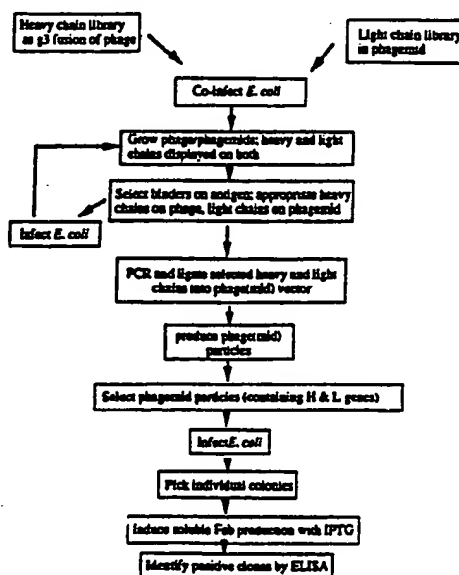 Heavy chain library
as g3 fusion of phage
Light chain library
in phagemid
Co-infect E. coli
Grow phage/phagemids; heavy and light
chains displayed on both
Select binders on antigen; appropriate heavy
chains on phage, light chains on phagemid
Infect E. coli
PCR and ligate selected heavy and light
chains into phage(mid) vector
produce phage(mid)
particles
Select phagemid particles (containing H & L genes)
Infect E. coli
Pick individual colonies
Induce soluble Fab production with IPTG
Identify positive clones by ELISA